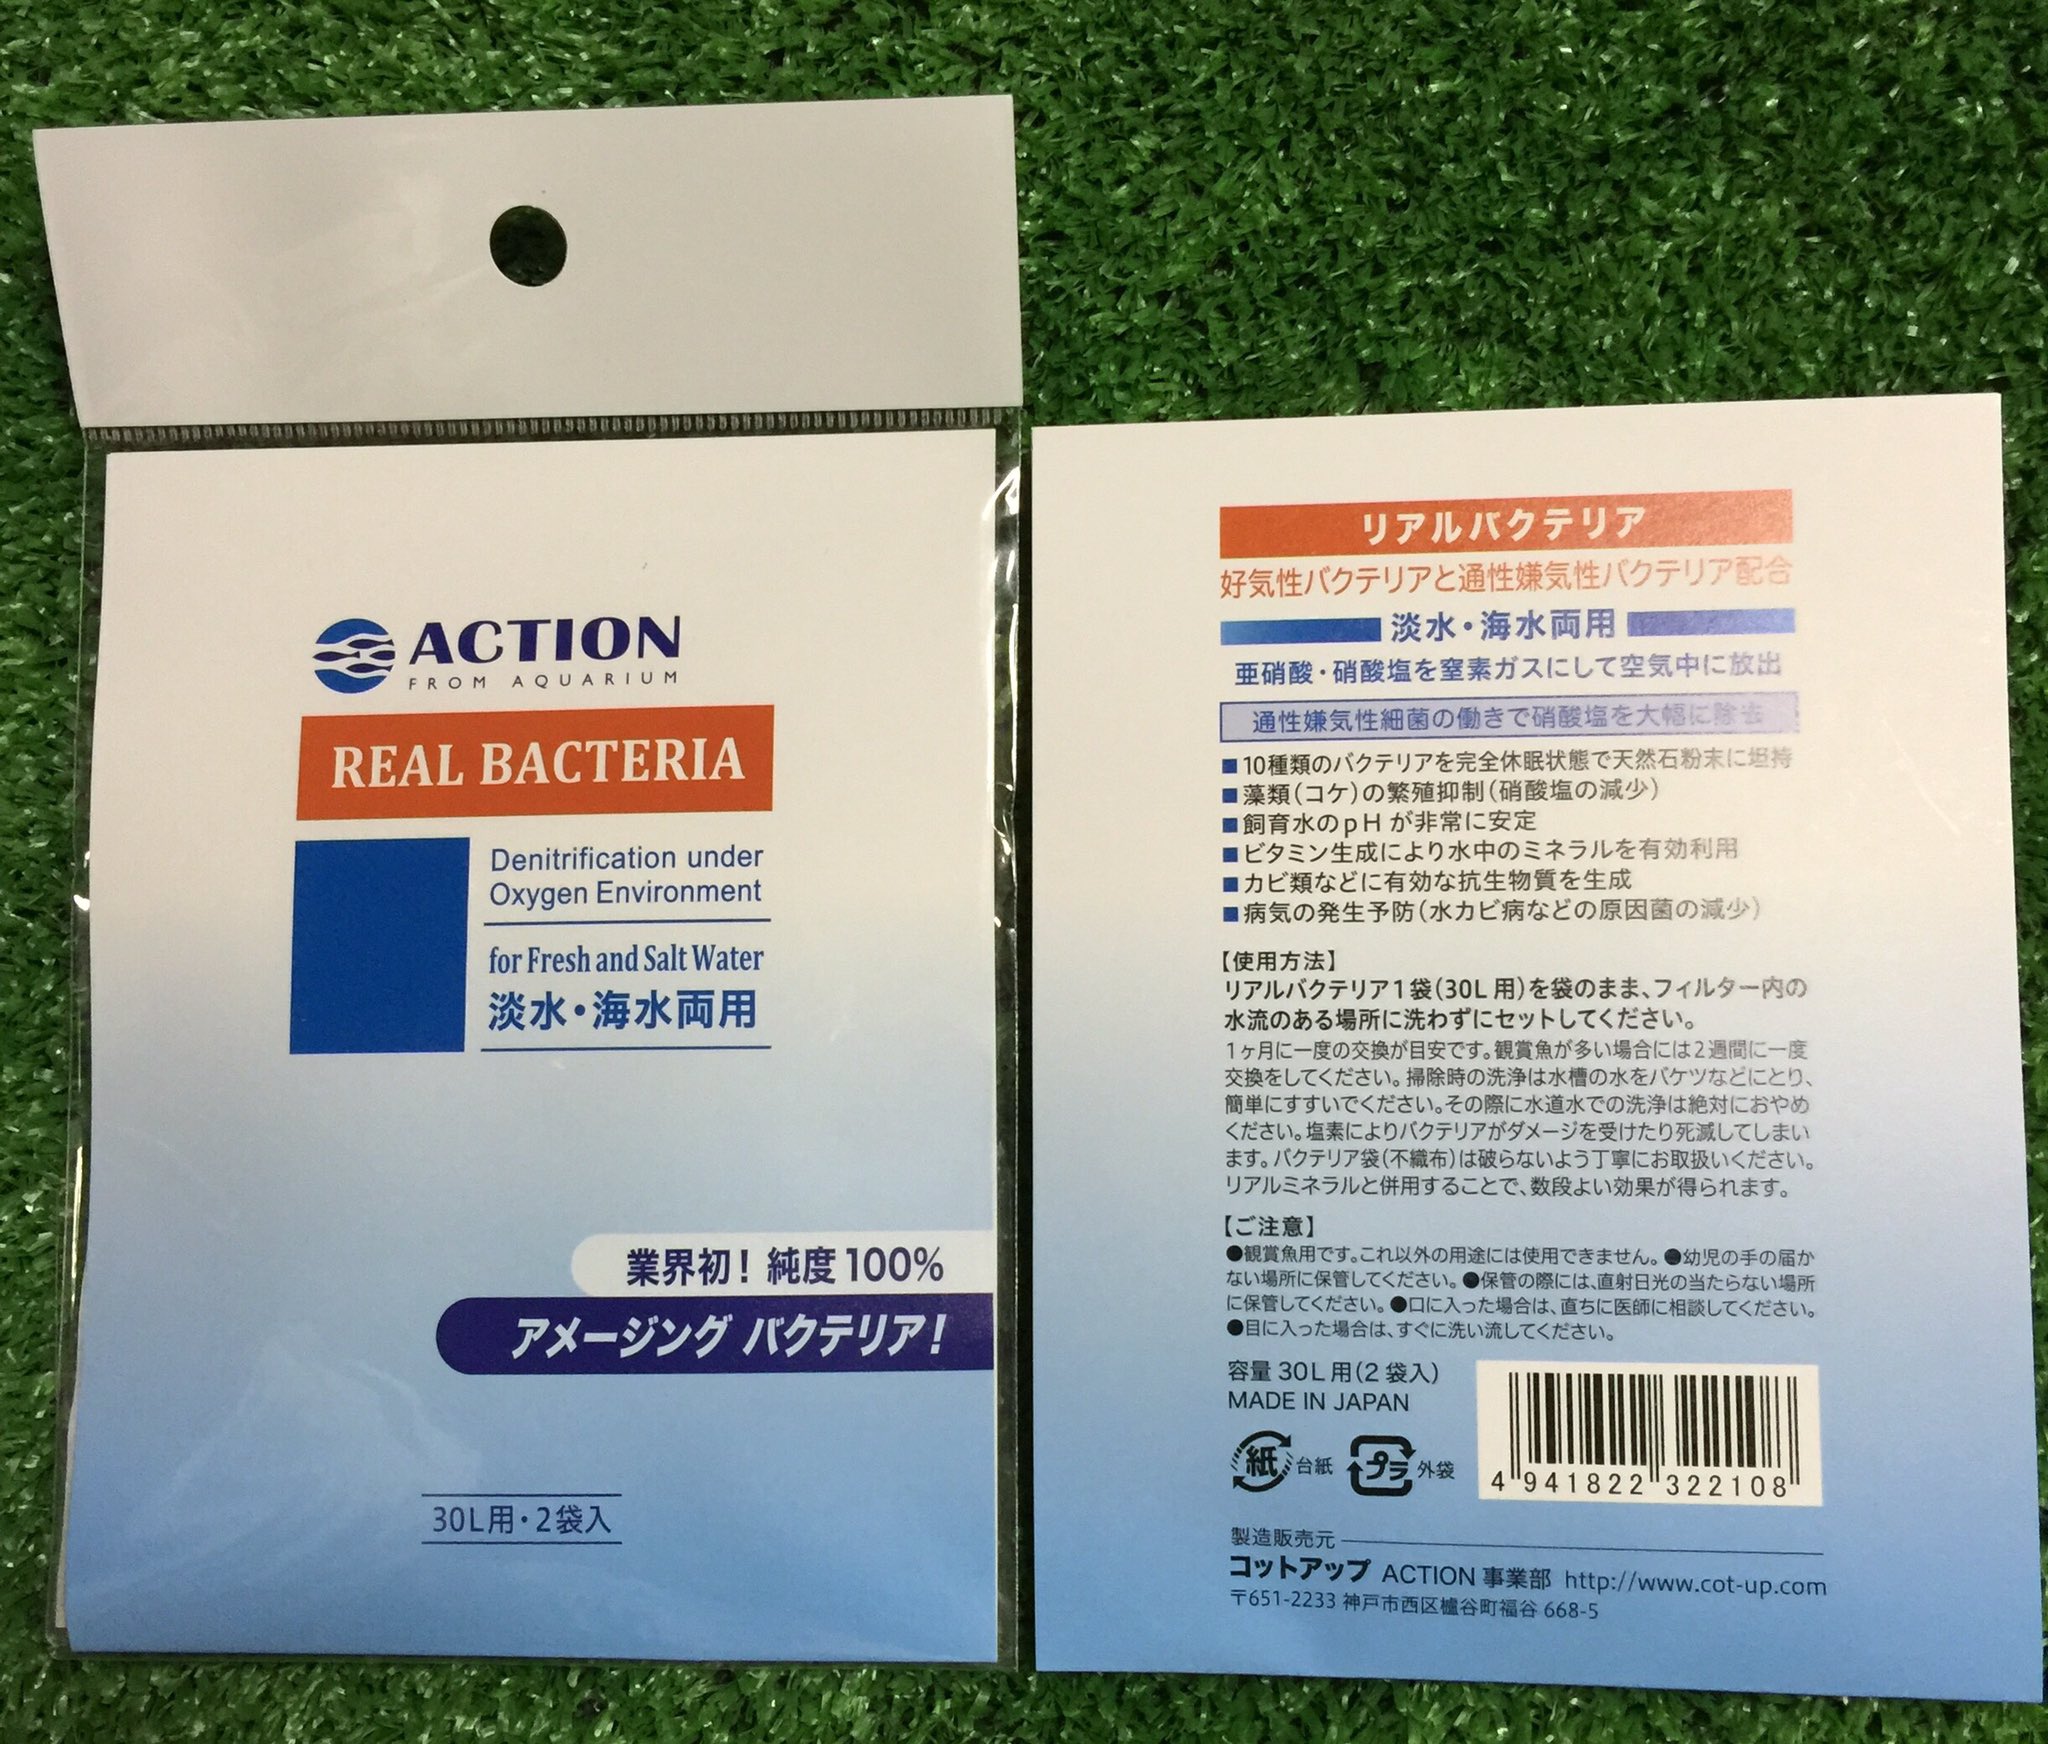 ACTION
FROM AQUARIUM
REAL BACTERIA
Denitrification under
Oxygen Environment
for Fresh and Salt Water
淡水・海水両用
業界初！純度100%
アメージング バクテリア！
30L用・2袋入
リアルバクテリア
好気性バクテリアと通性嫌気性バクテリア配合
淡水・海水両用
亜硝酸・硝酸塩を窒素ガスにして空気中に放出
通性嫌気性細菌の働きで硝酸塩を大幅に除去
■10種類のバクテリアを完全休眠状態で天然石粉末に坦持
■藻類(コケ)の繁殖抑制(硝酸塩の減少)
■飼育水のpHが非常に安定
■ビタミン生成により水中のミネラルを有効利用
■カビ類などに有効な抗生物質を生成
■病気の発生予防(水カビ病などの原因菌の減少)
【使用方法】
リアルバクテリア1袋(30L用)を袋のまま、フィルター内の
水流のある場所に洗わずにセットしてください。
1ヶ月に一度の交換が目安です。観賞魚が多い場合には2週間に一度
交換をしてください。掃除時の洗浄は水槽の水をバケツなどにとり、
簡単にすすいでください。その際に水道水での洗浄は絶対におやめ
ください。塩素によりバクテリアがダメージを受けたり死滅してしまい
ます。バクテリア袋(不織布)は破らないよう丁寧にお取扱いください。
リアルミネラルと併用することで、数段よい効果が得られます。
【ご注意】
●観賞魚用です。これ以外の用途には使用できません。●幼児の手の届か
ない場所に保管してください。●保管の際には、直射日光の当たらない場所
に保管してください。●口に入った場合は、直ちに医師に相談してください。
●目に入った場合は、すぐに洗い流してください。
容量 30L用(2袋入)
MADE IN JAPAN
紙 台紙 プラ 外袋
4 941822 322108
製造販売元
コットアップ ACTION 事業部 http://www.cot-up.com
〒651-2233 神戸市西区櫨谷町福谷 668-5